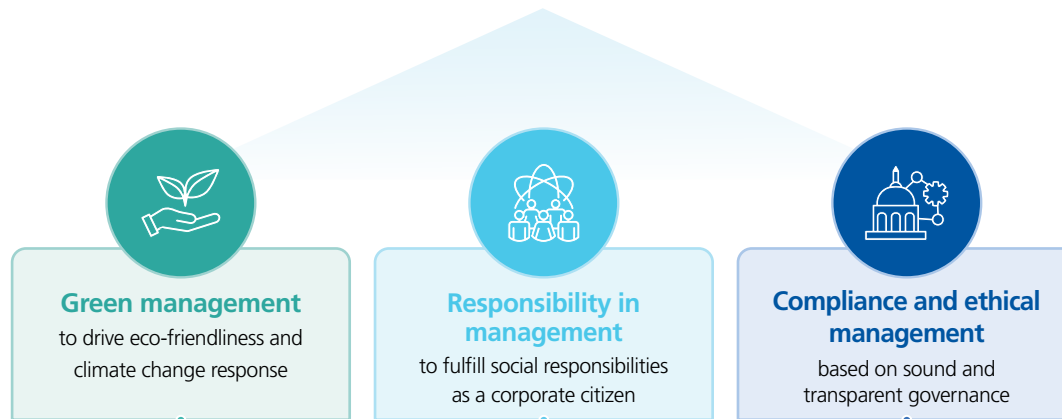 Green management
to drive eco-friendliness and
climate change response
Responsibility in
management
to fulfill social responsibilities
as a corporate citizen
Compliance and ethical
management
based on sound and
transparent governance